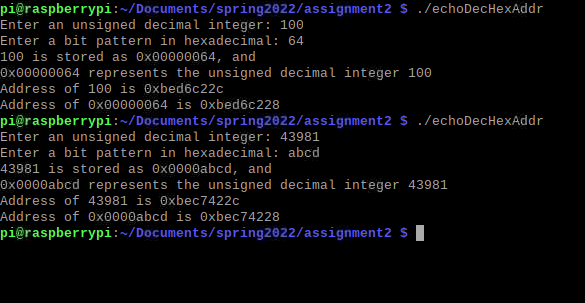 pi@raspberrypi:~/Documents/spring2022/assignment2 $ ./echoDecHexAddr
Enter an unsigned decimal integer: 100
Enter a bit pattern in hexadecimal: 64
100 is stored as 0x00000064, and
0x00000064 represents the unsigned decimal integer 100
Address of 100 is 0xbed6c22c
Address of 0x00000064 is 0xbed6c228
pi@raspberrypi:~/Documents/spring2022/assignment2 $ ./echoDecHexAddr
Enter an unsigned decimal integer: 43981
Enter a bit pattern in hexadecimal: abcd
43981 is stored as 0x0000abcd, and
0x0000abcd represents the unsigned decimal integer 43981
Address of 43981 is 0xbec7422c
Address of 0x0000abcd is 0xbec74228
pi@raspberrypi:~/Documents/spring2022/assignment2 $